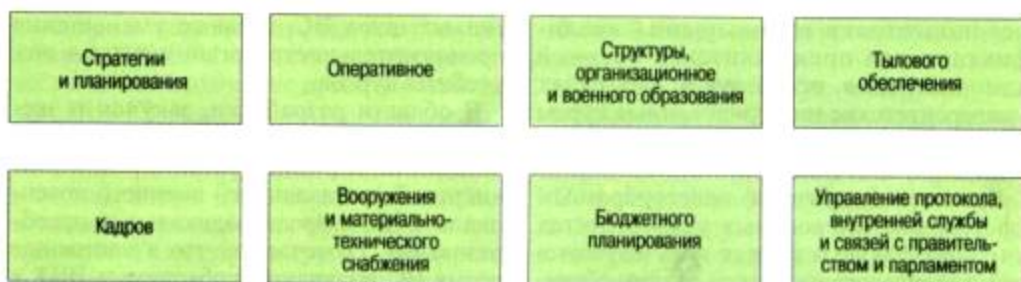 Стратегии
и планирования
Оперативное
Структуры,
организационное
и военного образования
Тылового
обеспечения
Кадров
Вооружения
и материально-
технического
снабжения
Бюджетного
планирования
Управление протокола,
внутренней службы
и связей с правитель-
ством и парламентом